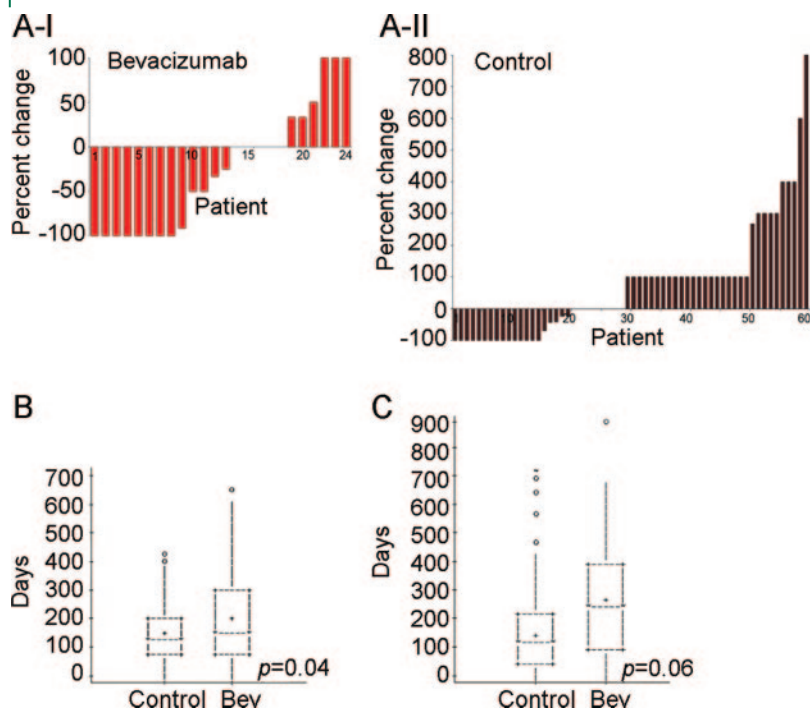 A-I
A-II
Bevacizumab
Control
Percent change
100
50
0
-50
-100
1
5
10
15
20
24
Patient
Percent change
800
700
600
500
400
300
200
100
0
-100
20
30
40
50
60
Patient
B
C
Days
700
600
500
400
300
200
100
0
p=0.04
Control Bev
Days
900
800
700
600
500
400
300
200
100
0
p=0.06
Control Bev